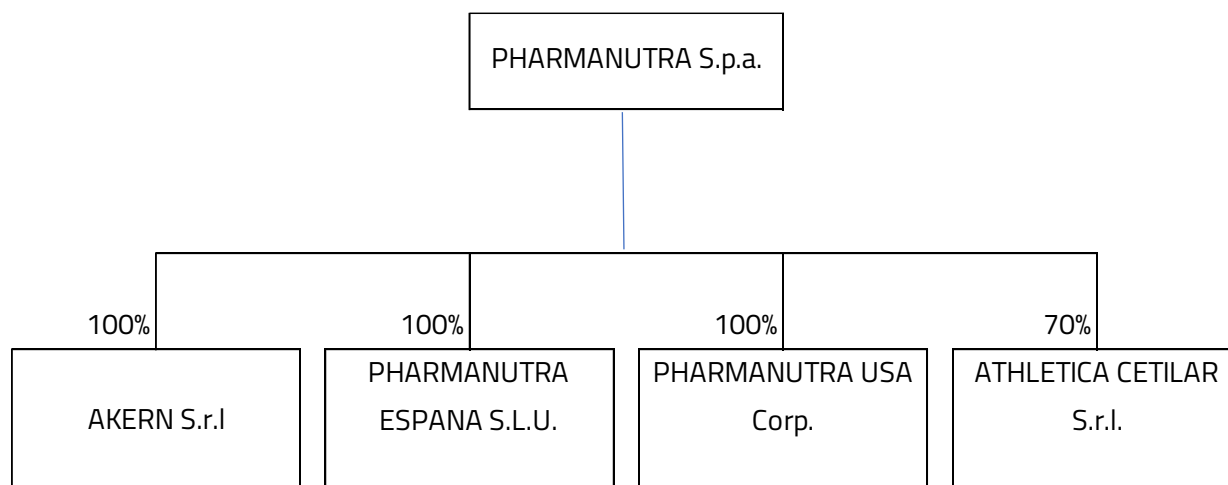 PHARMANUTRA S.p.a.
100%
100%
100%
70%
AKERN S.r.l
PHARMANUTRA
ESPANA S.L.U.
PHARMANUTRA USA
Corp.
ATHLETICA CETILAR
S.r.l.